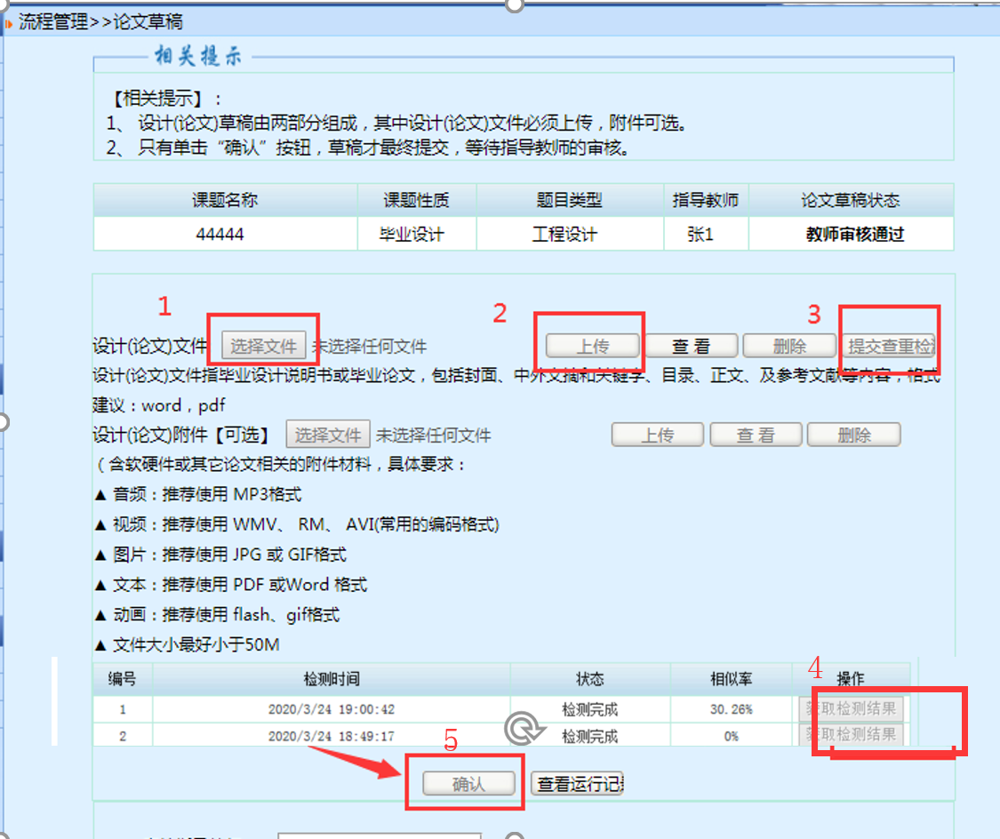 流程管理>>论文草稿
相关提示
【相关提示】:
1、 设计(论文)草稿由两部分组成，其中设计(论文)文件必须上传，附件可选。
2、 只有单击“确认”按钮，草稿才最终提交，等待指导教师的审核。
课题名称 课题性质 题目类型 指导教师 论文草稿状态
44444 毕业设计 工程设计 张1 教师审核通过
1 2 3
设计(论文)文件 选择文件 未选择任何文件 上传 查看 删除 提交查重检
设计(论文)文件指毕业设计说明书或毕业论文，包括封面、中外文摘和关键字、目录、正文、及参考文献等内容，格式
建议：word，pdf
设计(论文)附件【可选】 选择文件 未选择任何文件 上传 查看 删除
（含软硬件或其它论文相关的附件材料，具体要求：
▲ 音频：推荐使用 MP3格式
▲ 视频：推荐使用 WMV、 RM、 AVI(常用的编码格式)
▲ 图片：推荐使用 JPG 或 GIF格式
▲ 文本：推荐使用 PDF 或Word 格式
▲ 动画：推荐使用 flash、gif格式
▲ 文件大小最好小于50M
4
编号 检测时间 状态 相似率 操作
1 2020/3/24 19:00:42 检测完成 30.26% 获取检测结果
2 2020/3/24 18:49:17 检测完成 0% 获取检测结果
5
确认 查看运行记